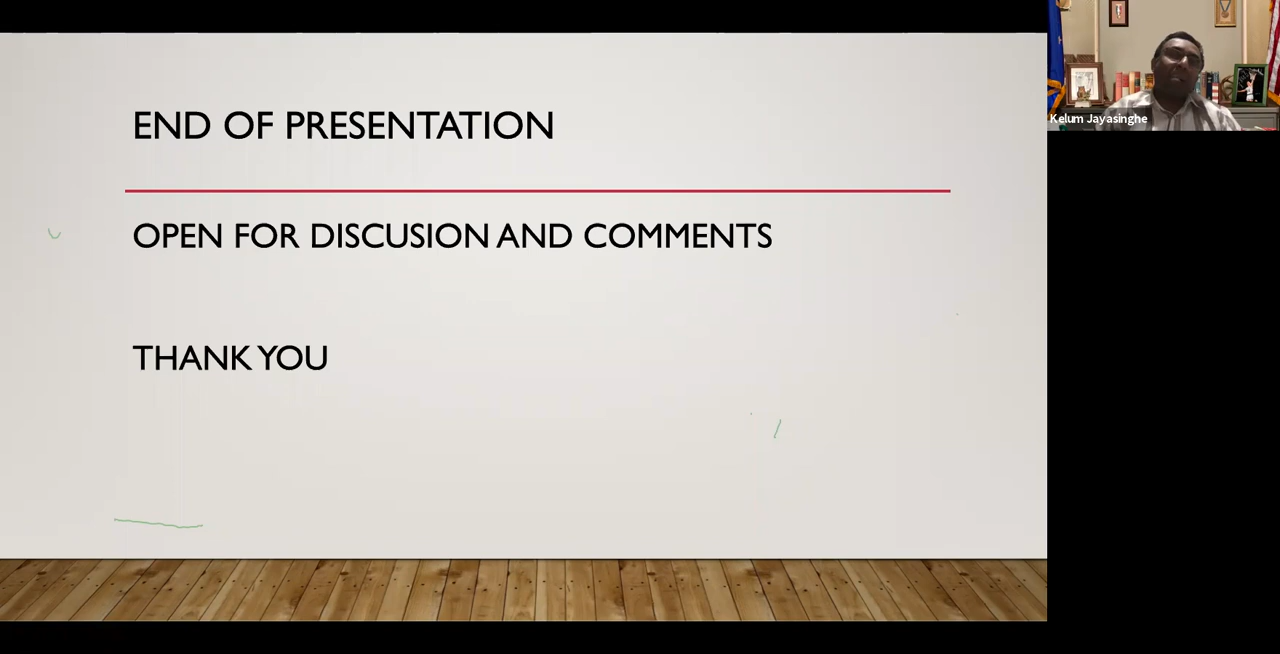 END OF PRESENTATION
OPEN FOR DISCUSION AND COMMENTS
THANK YOU
Kelum Jayasinghe